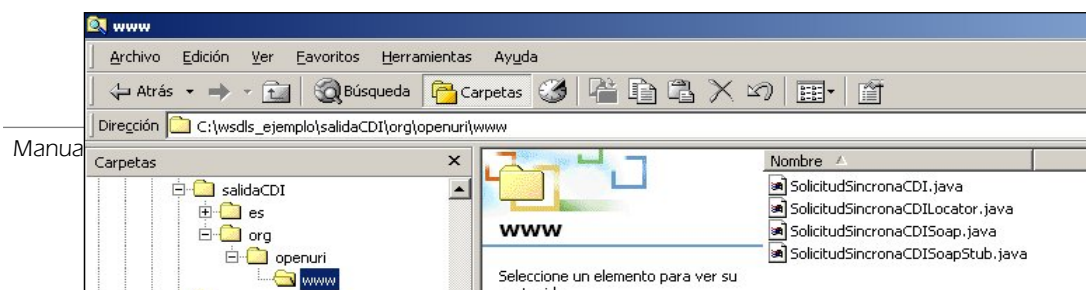 www
Archivo Edición Ver Favoritos Herramientas Ayuda
Atrás Búsqueda Carpetas
Dirección C:\wsdls_ejemplo\salidaCDI\org\openuri\www
Manua
Carpetas x Nombre
salidaCDI SolicitudSincronaCDI.java
es SolicitudSincronaCDILocator.java
org www SolicitudSincronaCDISoap.java
openuri SolicitudSincronaCDISoapStub.java
www Seleccione un elemento para ver su